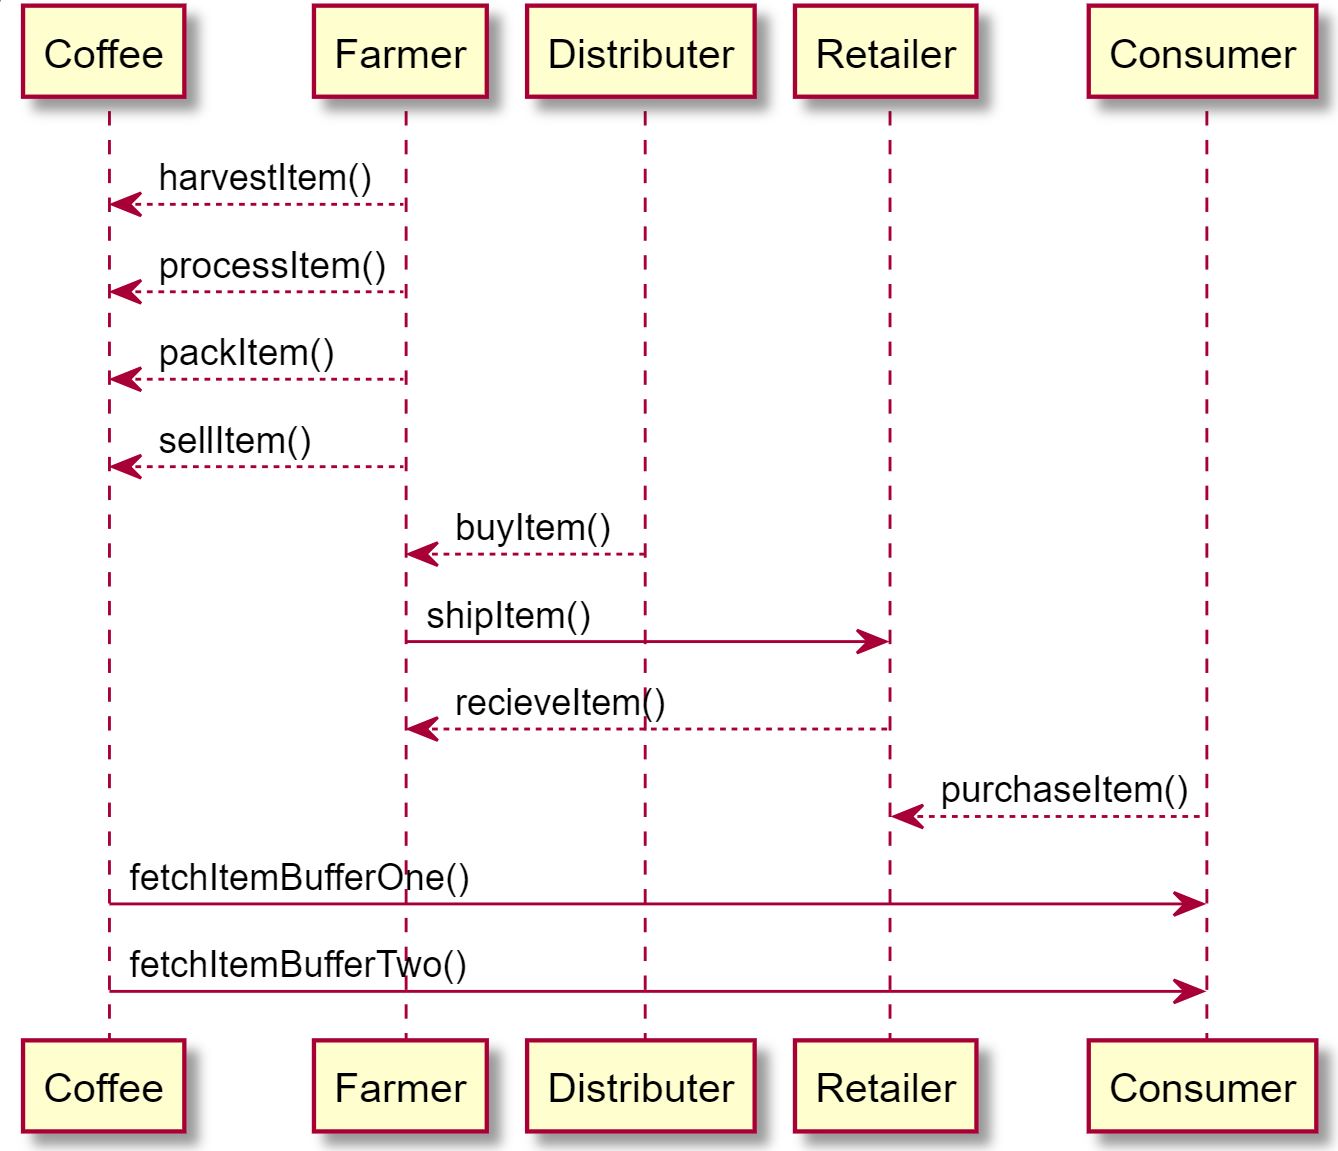 Coffee Farmer Distributer Retailer Consumer
harvestItem()
processItem()
packItem()
sellItem()
buyItem()
shipItem()
recieveItem()
purchaseItem()
fetchItemBufferOne()
fetchItemBufferTwo()
Coffee Farmer Distributer Retailer Consumer